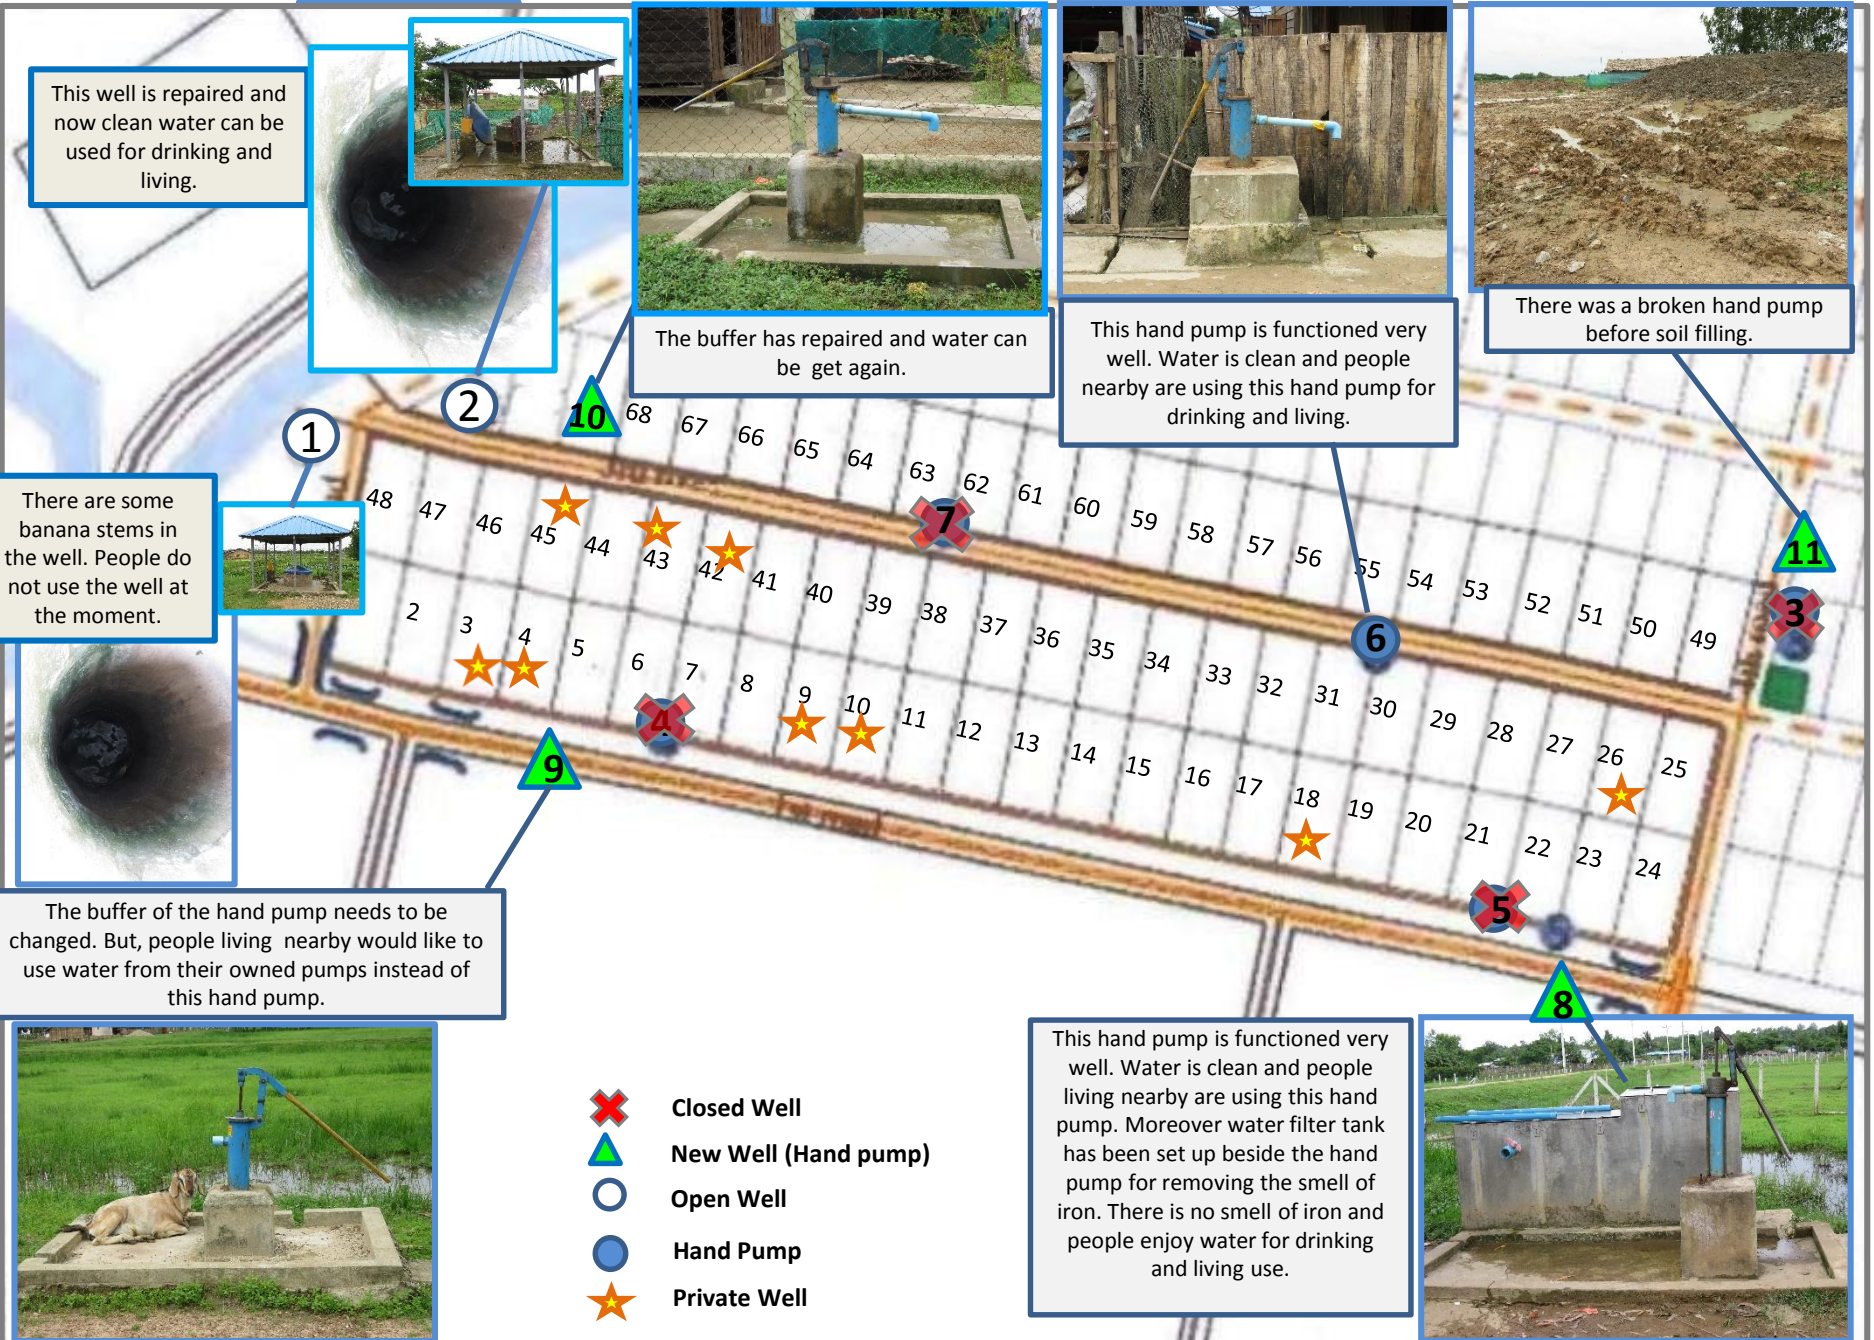 This well is repaired and
now clean water can be
used for drinking and
living.
The buffer has repaired and water can
be get again.
This hand pump is functioned very
well. Water is clean and people
nearby are using this hand pump for
drinking and living.
There was a broken hand pump
before soil filling.
There are some
banana stems in
the well. People do
not use the well at
the moment.
1
2
10
68
67
66
65
64
63
62
61
60
59
58
57
56
55
54
53
52
51
50
49
11
3
7
6
48
47
46
45
44
43
42
41
40
39
38
37
36
35
34
33
32
31
30
29
28
27
26
25
2
3
4
5
6
7
8
9
10
11
12
13
14
15
16
17
18
19
20
21
22
23
24
4
9
5
8
The buffer of the hand pump needs to be
changed. But, people living nearby would like to
use water from their owned pumps instead of
this hand pump.
Closed Well
New Well (Hand pump)
Open Well
Hand Pump
Private Well
This hand pump is functioned very
well. Water is clean and people
living nearby are using this hand
pump. Moreover water filter tank
has been set up beside the hand
pump for removing the smell of
iron. There is no smell of iron and
people enjoy water for drinking
and living use.